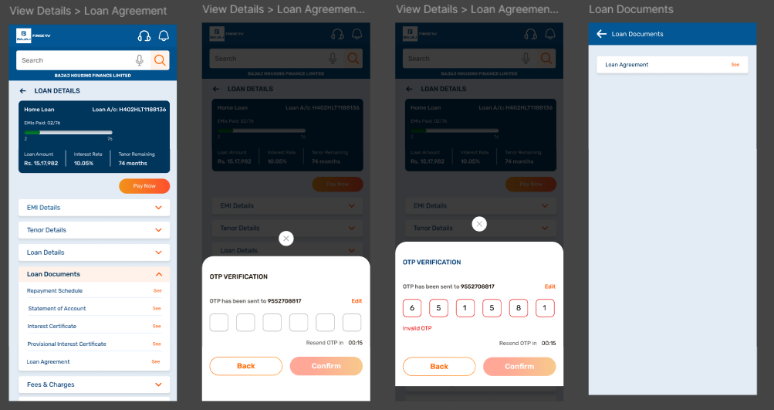 View Details > Loan Agreement
BAJAJ
Search
BAJAJ HOUSING FINANCE LIMITED
LOAN DETAILS
Home Loan Loan A/c: H402HLT1188136
EMIs Paid: 02/76
2 76
Loan Amount Interest Rate Tenor Remaining
Rs. 15,17,982 10.05% 74 months
Pay Now
EMI Details
Tenor Details
Loan Details
Loan Documents
Repayment Schedule See
Statement of Account See
Interest Certificate See
Provisional Interest Certificate See
Loan Agreement See
Fees & Charges
View Details > Loan Agreemen...
Search
BAJAJ HOUSING FINANCE LIMITED
LOAN DETAILS
Home Loan Loan A/c: H402HLT1188136
EMIs Paid: 02/76
Loan Amount Interest Rate Tenor Remaining
Rs. 15,17,982 10.05% 74 months
Pay Now
EMI Details
Tenor Details
Loan Details
OTP VERIFICATION
OTP has been sent to 9552708817 Edit
Resend OTP in 00:15
Back Confirm
View Details > Loan Agreemen...
Search
BAJAJ HOUSING FINANCE LIMITED
LOAN DETAILS
Home Loan Loan A/c: H402HLT1188136
EMIs Paid: 02/76
Loan Amount Interest Rate Tenor Remaining
Rs. 15,17,982 10.05% 74 months
Pay Now
EMI Details
Tenor Details
OTP VERIFICATION
OTP has been sent to 9552708817 Edit
6 5 1 5 8 1
Invalid OTP
Resend OTP in 00:15
Back Confirm
Loan Documents
Loan Documents
Loan Agreement See